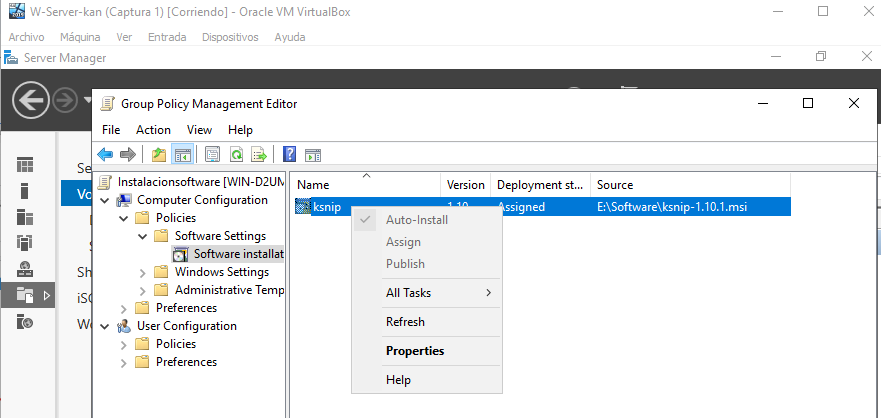 W-Server-kan (Captura 1) [Corriendo] - Oracle VM VirtualBox
Archivo Máquina Ver Entrada Dispositivos Ayuda
Server Manager
Group Policy Management Editor
File Action View Help
Se
Vo
Sh
iSC
Wo
Instalacionsoftware [WIN-D2UM
Computer Configuration
Policies
Software Settings
Software installat
Windows Settings
Administrative Temp
Preferences
User Configuration
Policies
Preferences
Name Version Deployment st... Source
ksnip 1.10 Assigned E:\Software\ksnip-1.10.1.msi
Auto-Install
Assign
Publish
All Tasks
Refresh
Properties
Help